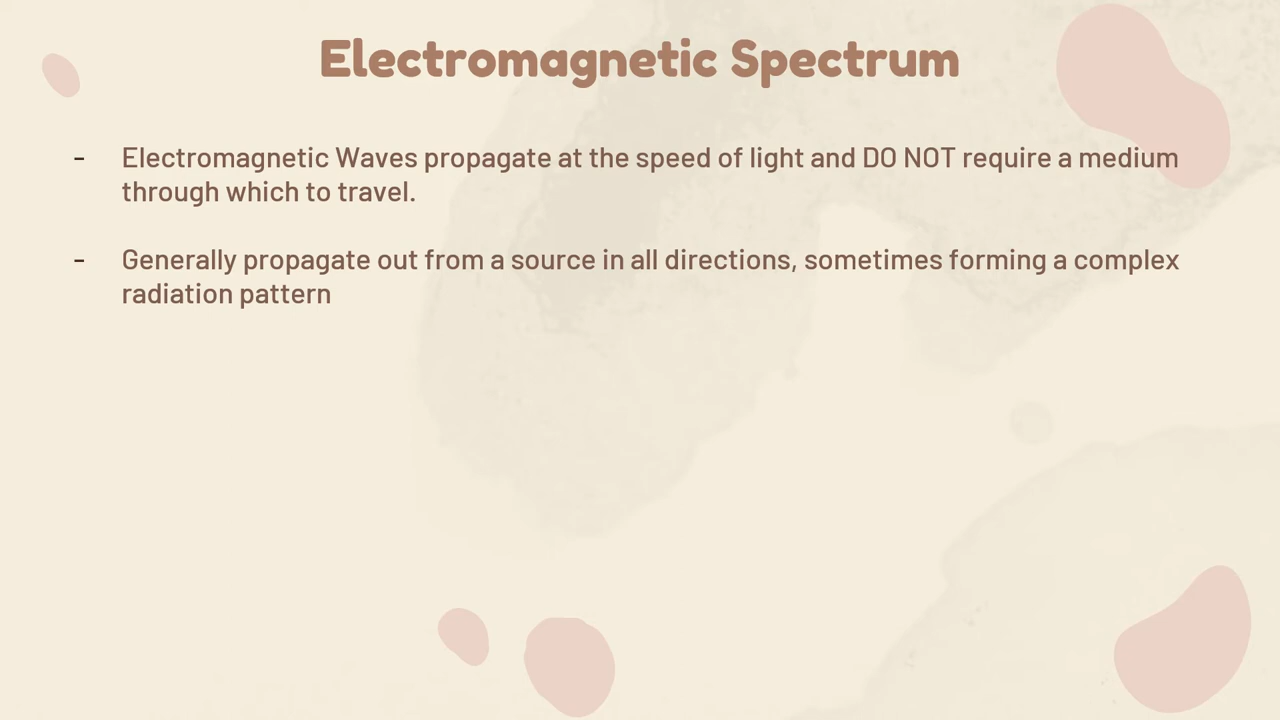 Electromagnetic Spectrum
- Electromagnetic Waves propagate at the speed of light and DO NOT require a medium
through which to travel.
- Generally propagate out from a source in all directions, sometimes forming a complex
radiation pattern